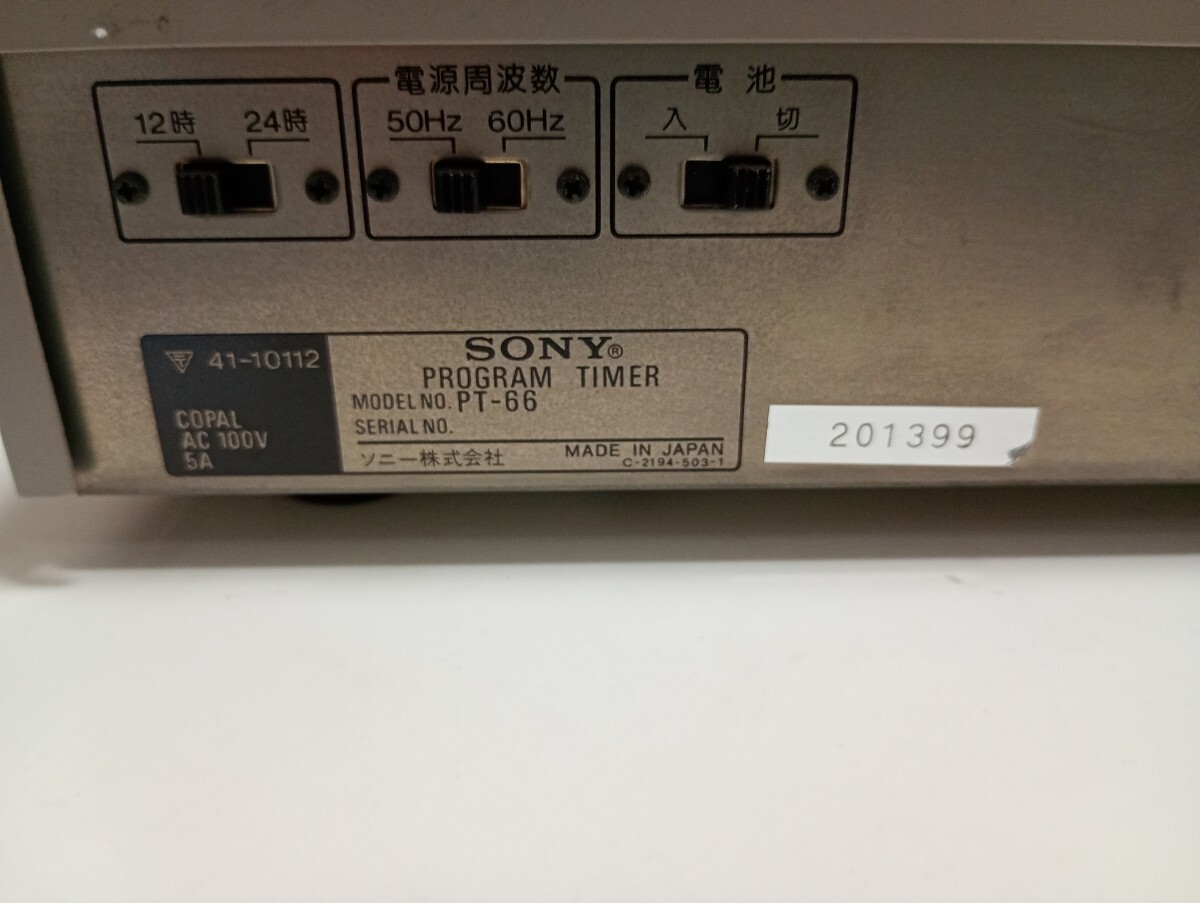 12時 24時
電源周波数
50Hz 60Hz
電池
入 切
41-10112
COPAL
AC 100V
5A
SONY®
PROGRAM TIMER
MODEL NO. PT-66
SERIAL NO.
ソニー株式会社
MADE IN JAPAN
C-2194-503-1
201399